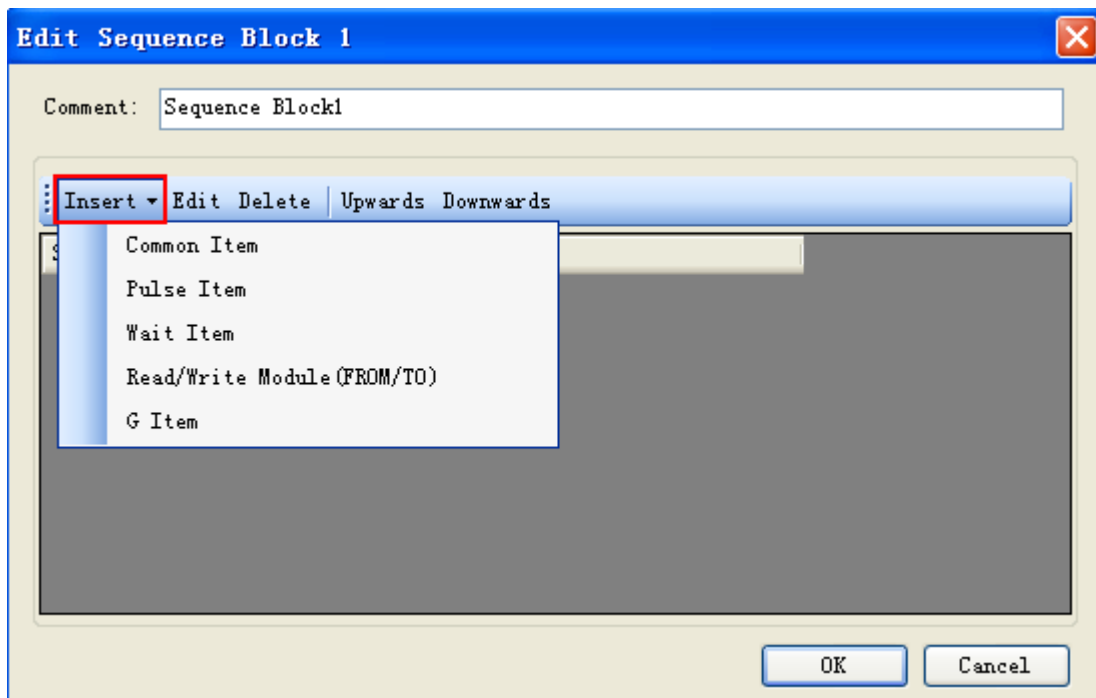 Edit Sequence Block 1
Comment: Sequence Block1
Insert Edit Delete Upwards Downwards
Common Item
Pulse Item
Wait Item
Read/Write Module(FROM/TO)
G Item
OK Cancel